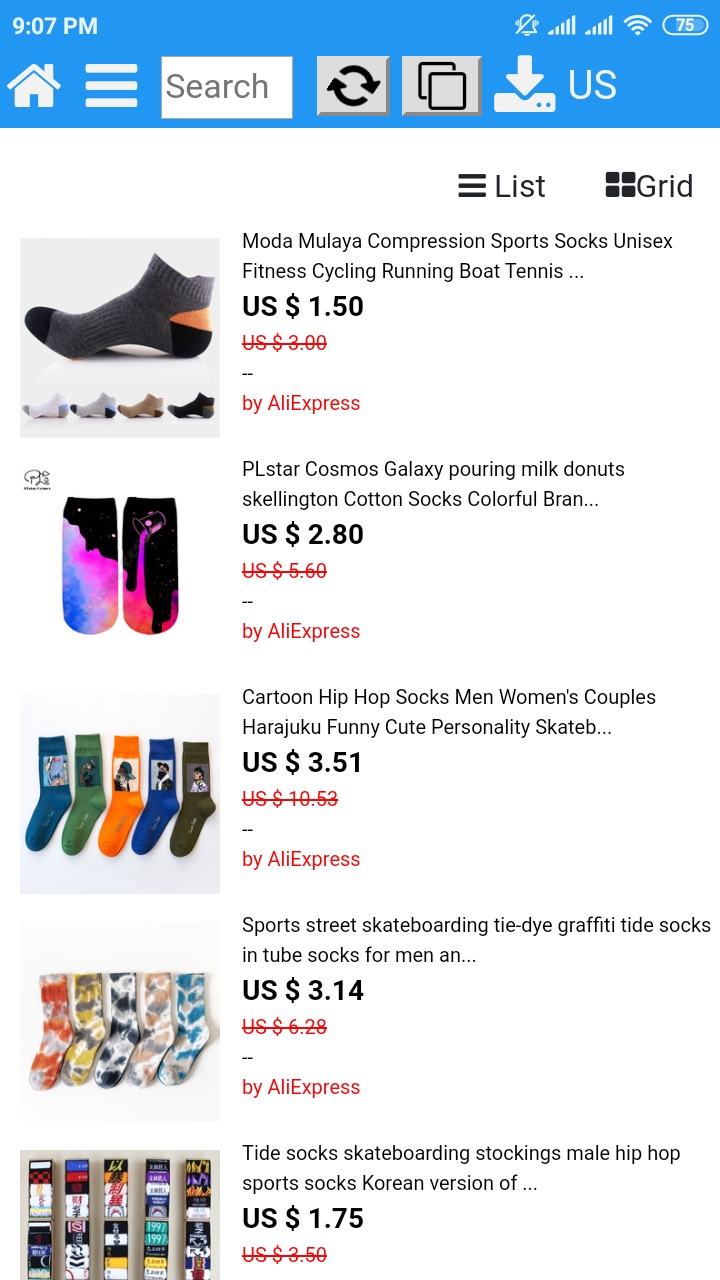 9:07 PM
75
Search
US
List
Grid
Moda Mulaya Compression Sports Socks Unisex
Fitness Cycling Running Boat Tennis ...
US $ 1.50
US $ 3.00
--
by AliExpress
PLstar Cosmos Galaxy pouring milk donuts
skellington Cotton Socks Colorful Bran...
US $ 2.80
US $ 5.60
--
by AliExpress
Cartoon Hip Hop Socks Men Women's Couples
Harajuku Funny Cute Personality Skateb...
US $ 3.51
US $ 10.53
--
by AliExpress
Sports street skateboarding tie-dye graffiti tide socks
in tube socks for men an...
US $ 3.14
US $ 6.28
--
by AliExpress
Tide socks skateboarding stockings male hip hop
sports socks Korean version of ...
US $ 1.75
US $ 3.50
1997
1997